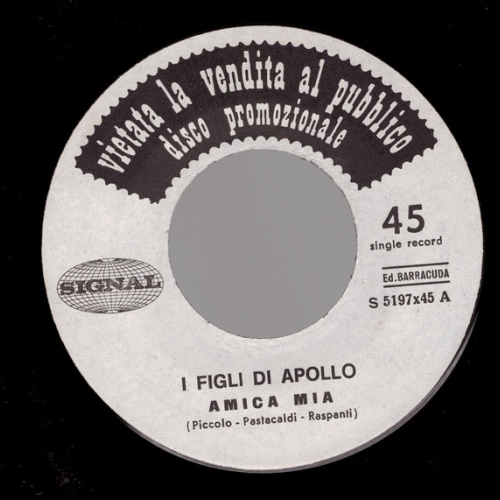 vietata la vendita al pubblico
disco promozionale
45
single record
SIGNAL
Ed. BARRACUDA
S 5197x45 A
I FIGLI DI APOLLO
AMICA MIA
(Piccolo - Pastacaldi - Raspanti)